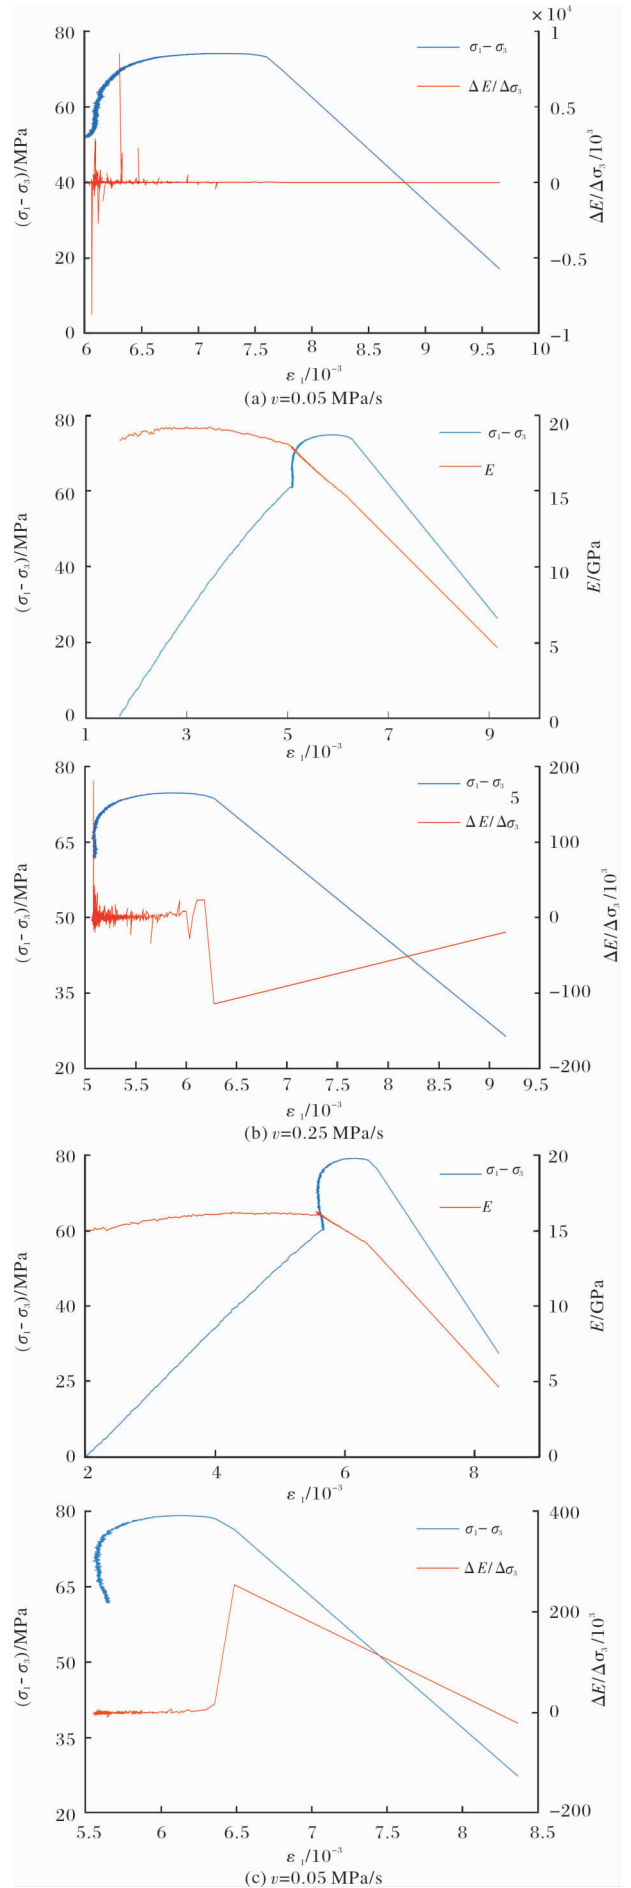 ×10⁴
80
60
40
20
0
(σ₁- σ₃)/MPa
σ₁- σ₃
ΔE/Δσ₃
1
0.5
0
-0.5
-1
ΔE/Δσ₃/10³
6 6.5 7 7.5 8 8.5 9 9.5 10
ε₁/10⁻³
(a) v=0.05 MPa/s
80
60
40
20
0
(σ₁- σ₃)/MPa
σ₁- σ₃
E
20
15
10
5
0
E/GPa
1 3 5 7 9
ε₁/10⁻³
80
65
50
35
20
(σ₁- σ₃)/MPa
σ₁- σ₃
5
ΔE/Δσ₃
200
100
0
-100
-200
ΔE/Δσ₃/10³
5 5.5 6 6.5 7 7.5 8 8.5 9 9.5
ε₁/10⁻³
(b) v=0.25 MPa/s
80
60
40
25
0
(σ₁- σ₃)/MPa
σ₁- σ₃
E
20
15
10
5
0
E/GPa
2 4 6 8
ε₁/10⁻³
80
65
50
35
20
(σ₁- σ₃)/MPa
σ₁- σ₃
ΔE/Δσ₃
400
200
0
-200
ΔE/Δσ₃/10³
5.5 6 6.5 7 7.5 8 8.5
ε₁/10⁻³
(c) v=0.05 MPa/s